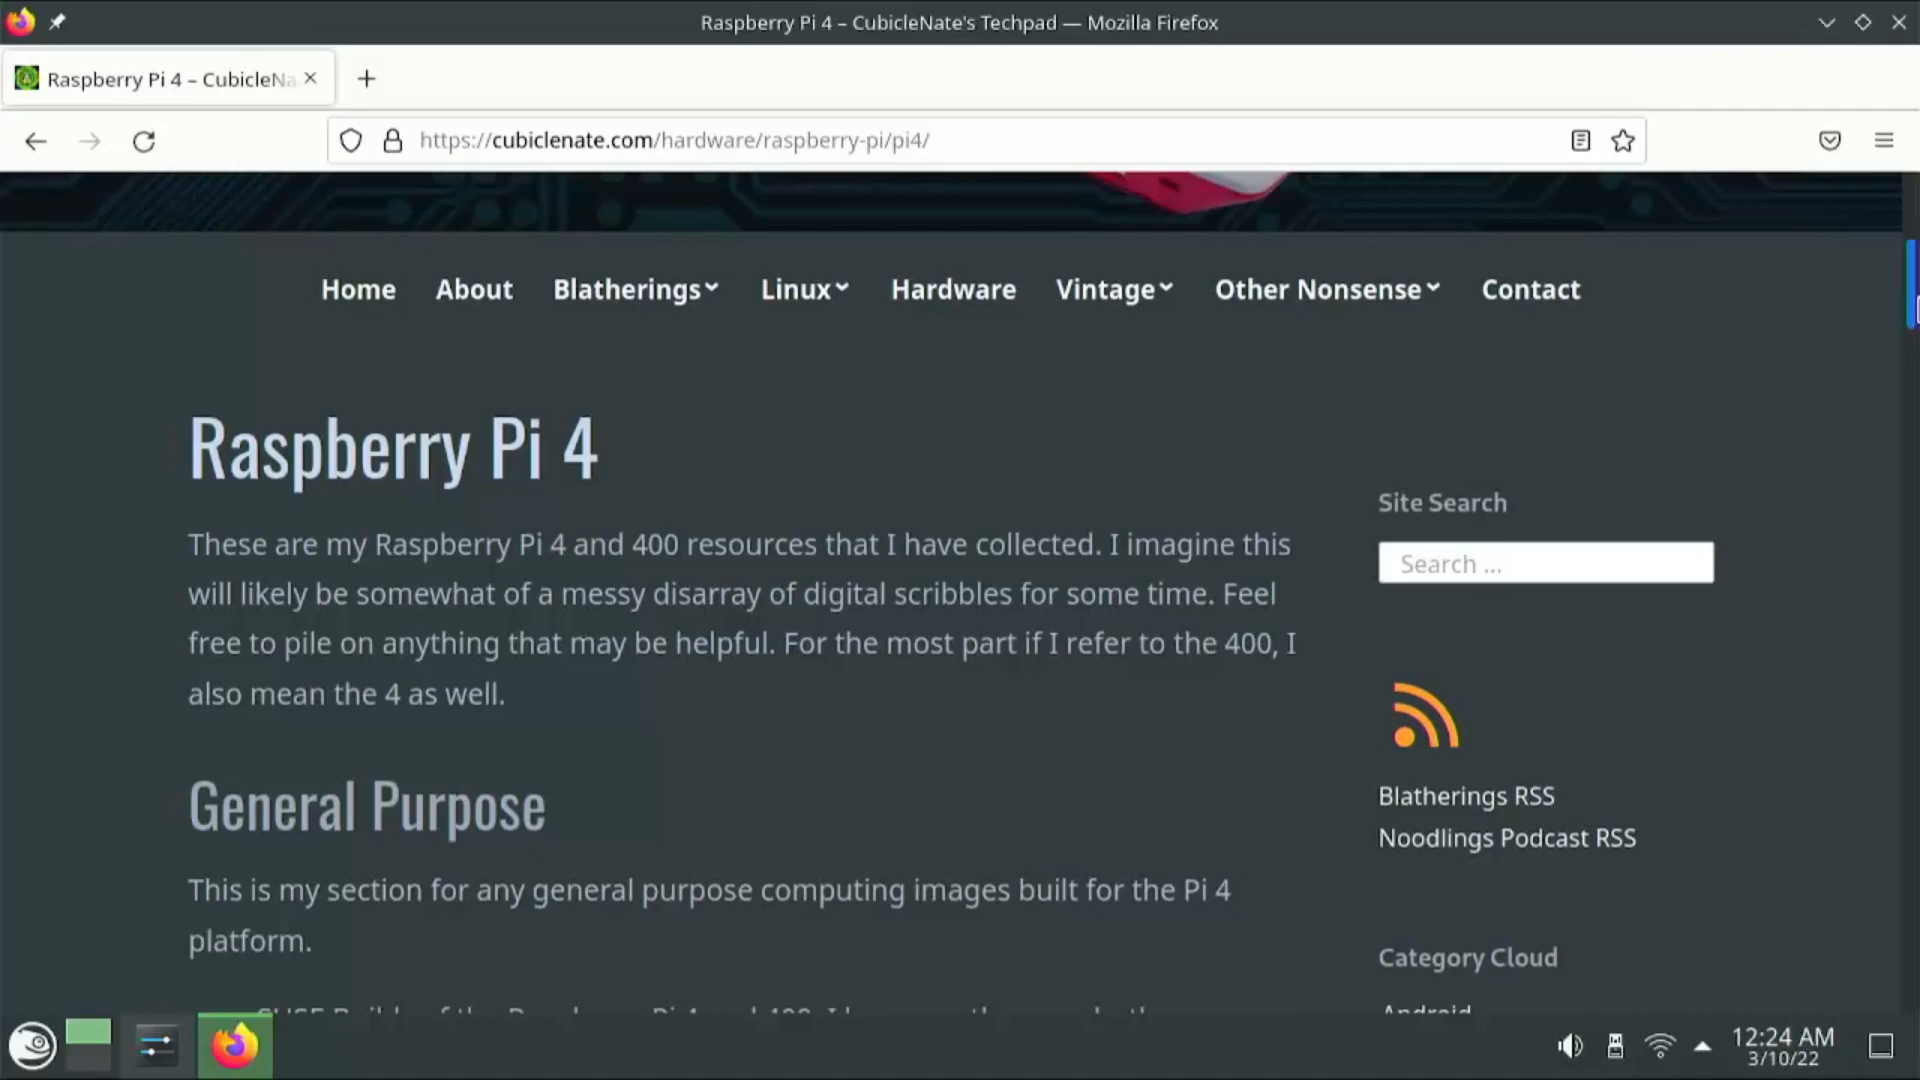 Raspberry Pi 4 – CubicleNate's Techpad — Mozilla Firefox
Raspberry Pi 4 – CubicleNa
https://cubiclenate.com/hardware/raspberry-pi/pi4/
Home About Blatherings Linux Hardware Vintage Other Nonsense Contact
Raspberry Pi 4
These are my Raspberry Pi 4 and 400 resources that I have collected. I imagine this
will likely be somewhat of a messy disarray of digital scribbles for some time. Feel
free to pile on anything that may be helpful. For the most part if I refer to the 400, I
also mean the 4 as well.
General Purpose
This is my section for any general purpose computing images built for the Pi 4
platform.
Site Search
Search ...
Blatherings RSS
Noodlings Podcast RSS
Category Cloud
Android
12:24 AM
3/10/22